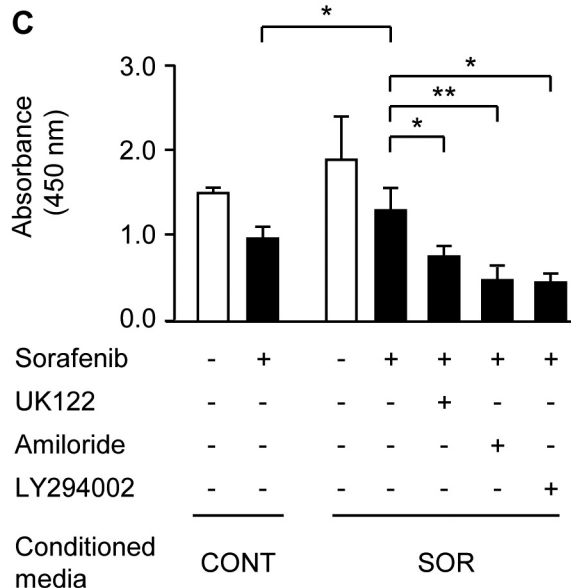 C
*
*
**
*
Absorbance
(450 nm)
3.0
2.0
1.0
0.0
Sorafenib - + - + + + +
UK122 - - - - + - -
Amiloride - - - - - + -
LY294002 - - - - - - +
Conditioned
media
CONT SOR